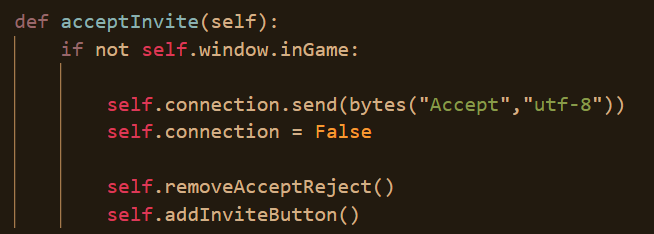 def acceptInvite(self):
    if not self.window.inGame:

        self.connection.send(bytes("Accept","utf-8"))
        self.connection = False

        self.removeAcceptReject()
        self.addInviteButton()